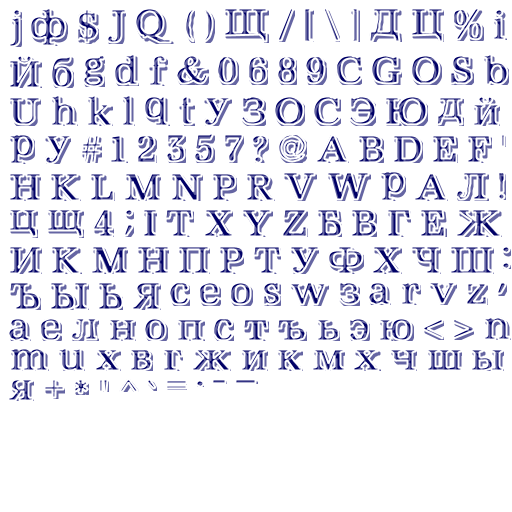 j ф $ J Q ( ) Щ / [ \ ] Д Ц % i
Й б g d f & 0 6 8 9 C G O S b
U h k l q t У З О С Э Ю д й
р у # 1 2 3 5 7 ? @ A B D E F '
H K L M N P R V W p А Л !
ц щ 4 ; I T X Y Z Б В Г Е Ж
И К М Н П Р Т У Ф Х Ч Ш :
Ъ Ы Ь Я c e o s w з a r v z ,
а е л н о п с т ъ ь э ю < > n
m u x в г ж и к м х ч ш ы
я + * " ^ ` = . - _